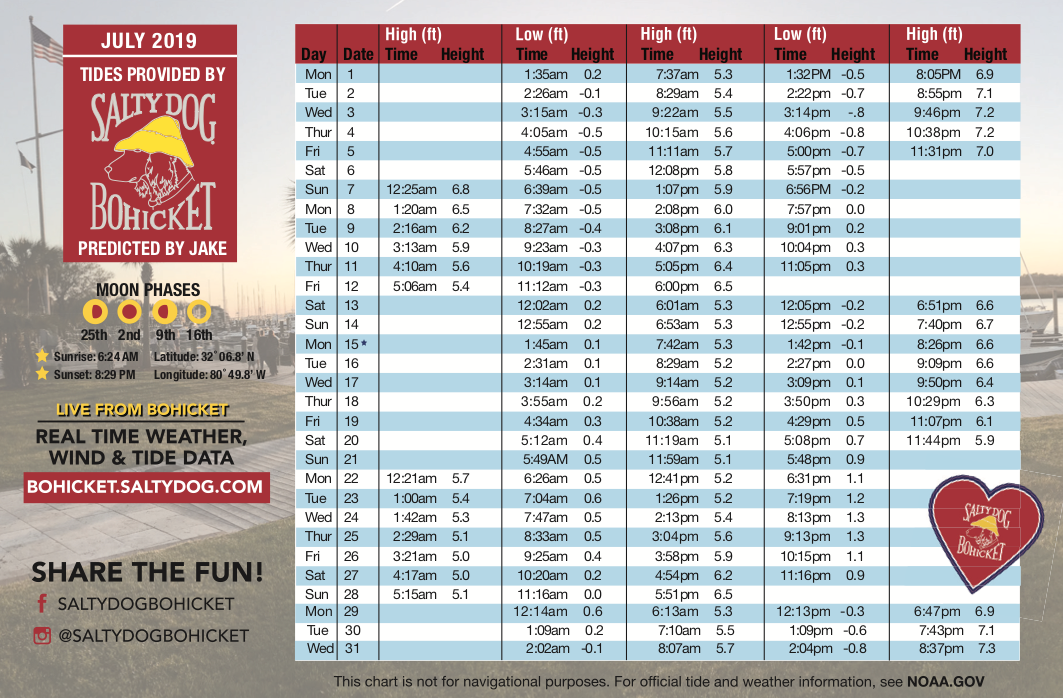 JULY 2019
TIDES PROVIDED BY
SALTY DOG
BOHICKET
PREDICTED BY JAKE
MOON PHASES
25th 2nd 9th 16th
Sunrise: 6:24 AM Latitude: 32˚ 06.8' N
Sunset: 8:29 PM Longitude: 80˚ 49.8' W
LIVE FROM BOHICKET
REAL TIME WEATHER,
WIND & TIDE DATA
BOHICKET.SALTYDOG.COM
SHARE THE FUN!
SALTYDOGBOHICKET
@SALTYDOGBOHICKET
High (ft) Low (ft) High (ft) Low (ft) High (ft)
Day Date Time Height Time Height Time Height Time Height Time Height
Mon 1 1:35am 0.2 7:37am 5.3 1:32PM -0.5 8:05PM 6.9
Tue 2 2:26am -0.1 8:29am 5.4 2:22pm -0.7 8:55pm 7.1
Wed 3 3:15am -0.3 9:22am 5.5 3:14pm -.8 9:46pm 7.2
Thur 4 4:05am -0.5 10:15am 5.6 4:06pm -0.8 10:38pm 7.2
Fri 5 4:55am -0.5 11:11am 5.7 5:00pm -0.7 11:31pm 7.0
Sat 6 5:46am -0.5 12:08pm 5.8 5:57pm -0.5
Sun 7 12:25am 6.8 6:39am -0.5 1:07pm 5.9 6:56PM -0.2
Mon 8 1:20am 6.5 7:32am -0.5 2:08pm 6.0 7:57pm 0.0
Tue 9 2:16am 6.2 8:27am -0.4 3:08pm 6.1 9:01pm 0.2
Wed 10 3:13am 5.9 9:23am -0.3 4:07pm 6.3 10:04pm 0.3
Thur 11 4:10am 5.6 10:19am -0.3 5:05pm 6.4 11:05pm 0.3
Fri 12 5:06am 5.4 11:12am -0.3 6:00pm 6.5
Sat 13 12:02am 0.2 6:01am 5.3 12:05pm -0.2 6:51pm 6.6
Sun 14 12:55am 0.2 6:53am 5.3 12:55pm -0.2 7:40pm 6.7
Mon 15★ 1:45am 0.1 7:42am 5.3 1:42pm -0.1 8:26pm 6.6
Tue 16 2:31am 0.1 8:29am 5.2 2:27pm 0.0 9:09pm 6.6
Wed 17 3:14am 0.1 9:14am 5.2 3:09pm 0.1 9:50pm 6.4
Thur 18 3:55am 0.2 9:56am 5.2 3:50pm 0.3 10:29pm 6.3
Fri 19 4:34am 0.3 10:38am 5.2 4:29pm 0.5 11:07pm 6.1
Sat 20 5:12am 0.4 11:19am 5.1 5:08pm 0.7 11:44pm 5.9
Sun 21 5:49AM 0.5 11:59am 5.1 5:48pm 0.9
Mon 22 12:21am 5.7 6:26am 0.5 12:41pm 5.2 6:31pm 1.1
Tue 23 1:00am 5.4 7:04am 0.6 1:26pm 5.2 7:19pm 1.2
Wed 24 1:42am 5.3 7:47am 0.5 2:13pm 5.4 8:13pm 1.3
Thur 25 2:29am 5.1 8:33am 0.5 3:04pm 5.6 9:13pm 1.3
Fri 26 3:21am 5.0 9:25am 0.4 3:58pm 5.9 10:15pm 1.1
Sat 27 4:17am 5.0 10:20am 0.2 4:54pm 6.2 11:16pm 0.9
Sun 28 5:15am 5.1 11:16am 0.0 5:51pm 6.5
Mon 29 12:14am 0.6 6:13am 5.3 12:13pm -0.3 6:47pm 6.9
Tue 30 1:09am 0.2 7:10am 5.5 1:09pm -0.6 7:43pm 7.1
Wed 31 2:02am -0.1 8:07am 5.7 2:04pm -0.8 8:37pm 7.3
SALTY DOG
BOHICKET
This chart is not for navigational purposes. For official tide and weather information, see NOAA.GOV